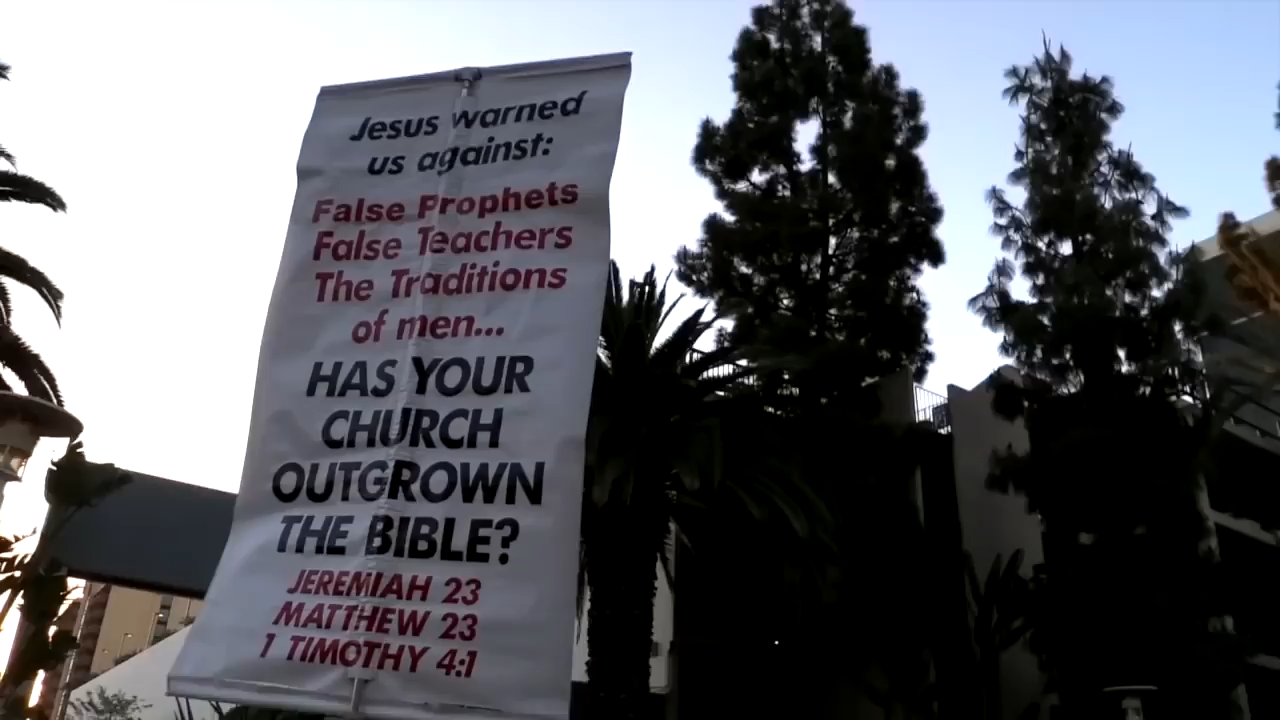 Jesus warned
us against:
False Prophets
False Teachers
The Traditions
of men...
HAS YOUR
CHURCH
OUTGROWN
THE BIBLE?
JEREMIAH 23
MATTHEW 23
1 TIMOTHY 4:1